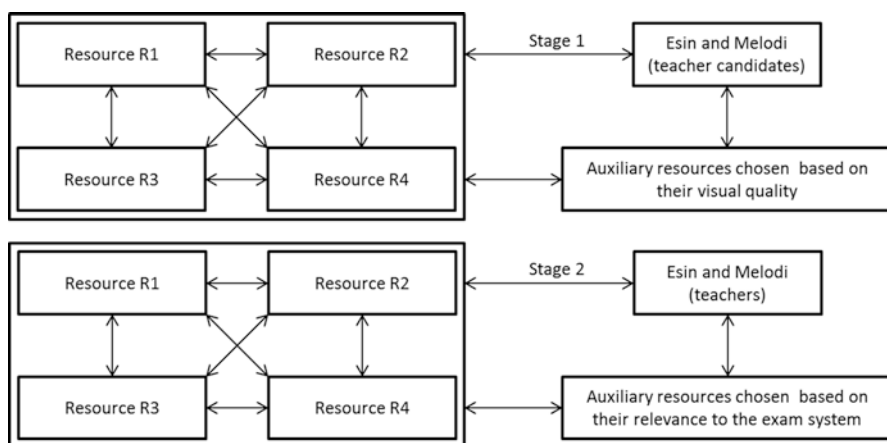 Resource R1
Resource R2
Stage 1
Esin and Melodi
(teacher candidates)
Resource R3
Resource R4
Auxiliary resources chosen based on
their visual quality
Resource R1
Resource R2
Stage 2
Esin and Melodi
(teachers)
Resource R3
Resource R4
Auxiliary resources chosen based on
their relevance to the exam system